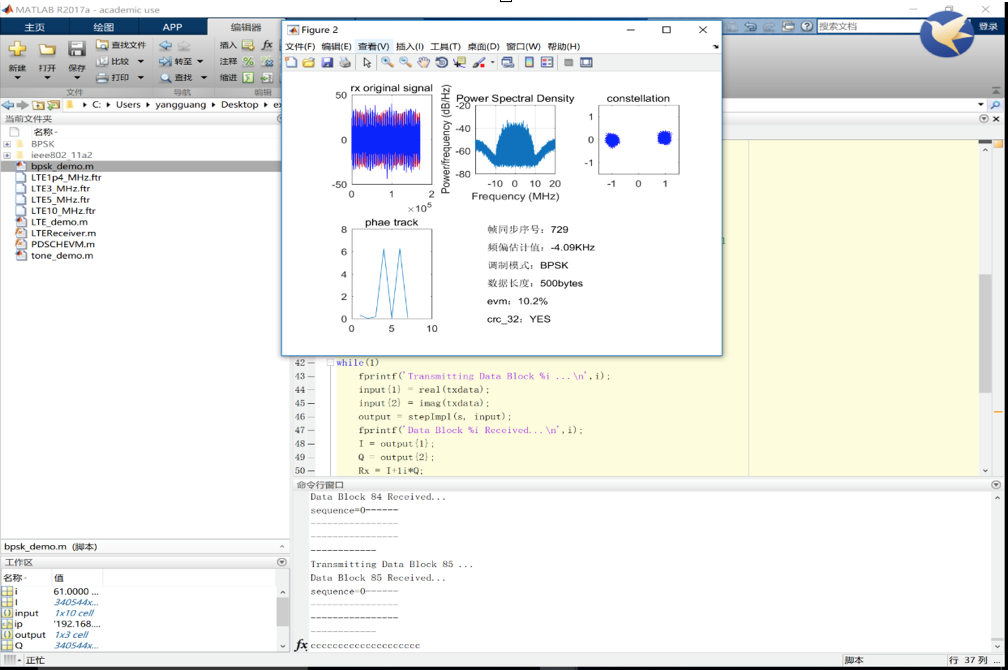 MATLAB R2017a - academic use
主页 绘图 APP 编辑器 搜索文档 登录
新建 打开 保存 查找文件 比较 打印 转至 查找 插入 注释 缩进
文件 导航 编辑
C: Users yangguang Desktop
当前文件夹
名称
BPSK
ieee802_11a2
bpsk_demo.m
LTE1p4_MHz.ftr
LTE3_MHz.ftr
LTE5_MHz.ftr
LTE10_MHz.ftr
LTE_demo.m
LTEReceiver.m
PDSCHEVM.m
tone_demo.m
Figure 2
文件(F) 编辑(E) 查看(V) 插入(I) 工具(T) 桌面(D) 窗口(W) 帮助(H)
rx original signal
50
0
-50
0 1 2
×10^5
Power Spectral Density
Power/frequency (dB/Hz)
-20
-40
-60
-80
-10 0 10 20
Frequency (MHz)
constellation
1
0
-1
-1 0 1
phae track
8
6
4
2
0
0 5 10
帧同步序号: 729
频偏估计值: -4.09KHz
调制模式: BPSK
数据长度: 500bytes
evm: 10.2%
crc_32: YES
42 while(1)
43 fprintf('Transmitting Data Block %i ...\n',i);
44 input{1} = real(txdata);
45 input{2} = imag(txdata);
46 output = stepImpl(s, input);
47 fprintf('Data Block %i Received...\n',i);
48 I = output{1};
49 Q = output{2};
50 Rx = I+1i*Q;
命令行窗口
Data Block 84 Received...
sequence=0------
----------------
----------------
------------
Transmitting Data Block 85 ...
Data Block 85 Received...
sequence=0------
----------------
----------------
------------
fx cccccccccccccccccccc
bpsk_demo.m (脚本)
工作区
名称 值
i 61.0000 ...
I 340544x...
input 1x10 cell
ip '192.168....
output 1x3 cell
Q 340544x...
正忙 脚本 行 37 列